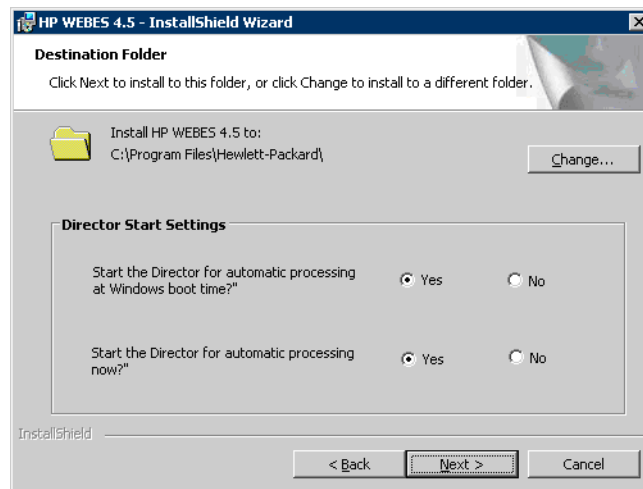 HP WEBES 4.5 - InstallShield Wizard
Destination Folder
Click Next to install to this folder, or click Change to install to a different folder.
Install HP WEBES 4.5 to:
C:\Program Files\Hewlett-Packard\
Change...
Director Start Settings
Start the Director for automatic processing
at Windows boot time?"
Yes
No
Start the Director for automatic processing
now?"
Yes
No
InstallShield
< Back
Next >
Cancel